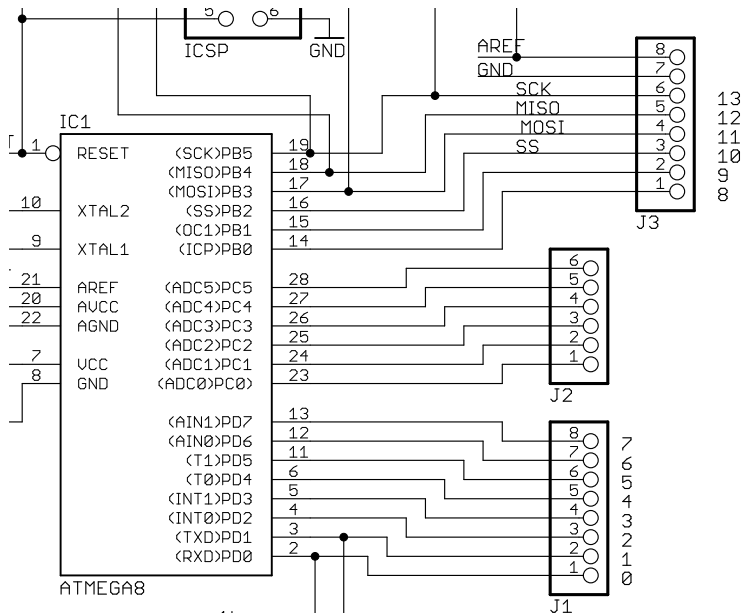 5 6
ICSP GND
AREF 8
GND 7
SCK 6 13
MISO 5 12
MOSI 4 11
SS 3 10
2 9
1 8
J3
IC1
1 RESET (SCK)PB5 19
(MISO)PB4 18
(MOSI)PB3 17
10 XTAL2 (SS)PB2 16
(OC1)PB1 15
9 XTAL1 (ICP)PB0 14
21 AREF (ADC5)PC5 28
20 AVCC (ADC4)PC4 27
22 AGND (ADC3)PC3 26
(ADC2)PC2 25
7 VCC (ADC1)PC1 24
8 GND (ADC0)PC0) 23
6
5
4
3
2
1
J2
(AIN1)PD7 13
(AIN0)PD6 12
(T1)PD5 11
(T0)PD4 6
(INT1)PD3 5
(INT0)PD2 4
(TXD)PD1 3
(RXD)PD0 2
ATMEGA8
8 7
7 6
6 5
5 4
4 3
3 2
2 1
1 0
J1